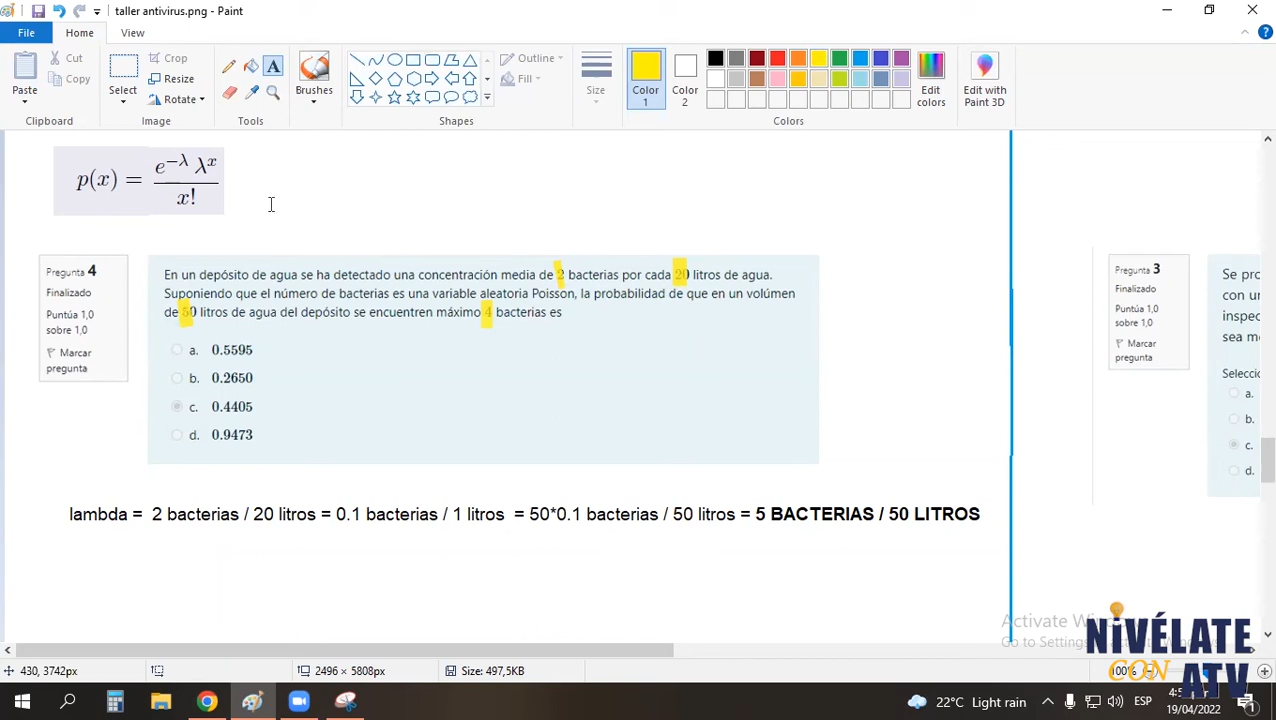 taller antivirus.png - Paint
File
Home
View
Paste
Cut
Copy
Clipboard
Select
Crop
Resize
Rotate
Image
Tools
Brushes
Shapes
Outline
Fill
Size
Color 1
Color 2
Edit colors
Edit with Paint 3D
Colors
p(x) = e^{-λ} λ^x / x!
Pregunta 4
Finalizado
Puntúa 1,0
sobre 1,0
Marcar
pregunta
En un depósito de agua se ha detectado una concentración media de 2 bacterias por cada 20 litros de agua.
Suponiendo que el número de bacterias es una variable aleatoria Poisson, la probabilidad de que en un volúmen
de 50 litros de agua del depósito se encuentren máximo 4 bacterias es
a. 0.5595
b. 0.2650
c. 0.4405
d. 0.9473
lambda = 2 bacterias / 20 litros = 0.1 bacterias / 1 litros = 50*0.1 bacterias / 50 litros = 5 BACTERIAS / 50 LITROS
Pregunta 3
Finalizado
Puntúa 1,0
sobre 1,0
Marcar
pregunta
Se pro
con un
inspec
sea m
Selecci
a.
b.
c.
d.
Activate
Go to Settings
NIVÉLATE
CON
ATV
430, 3742px
2496 × 5808px
Size: 497,5KB
100%
22°C Light rain
ESP
19/04/2022
1